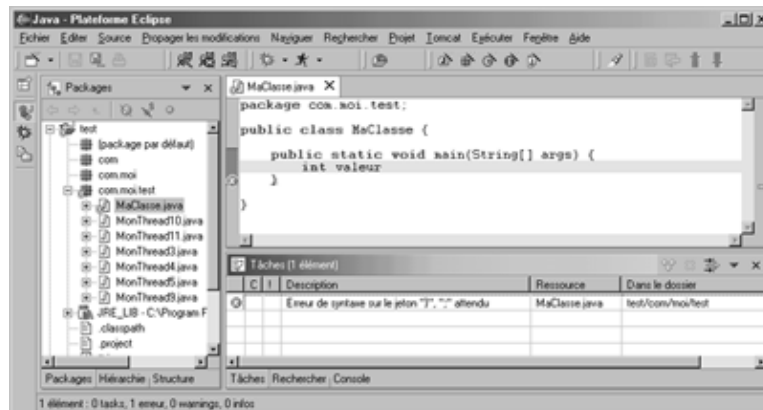 Java - Plateforme Eclipse
Fichier Editer Source Propager les modifications Naviguer Rechercher Projet Tomcat Exécuter Fenêtre Aide
Packages
test
(package par défaut)
com
com.moi
com.moi.test
MaClasse.java
MonThread10.java
MonThread11.java
MonThread3.java
MonThread4.java
MonThread5.java
MonThread9.java
JRE_LIB - C:\Program F
.classpath
.project
Packages Hiérarchie Structure
MaClasse.java
package com.moi.test;
public class MaClasse {
public static void main(String[] args) {
int valeur
}
}
Tâches (1 élément)
C ! Description Ressource Dans le dossier
Erreur de syntaxe sur le jeton "}", ";" attendu MaClasse.java test/com/moi/test
Tâches Rechercher Console
1 élément : 0 tasks, 1 erreur, 0 warnings, 0 infos